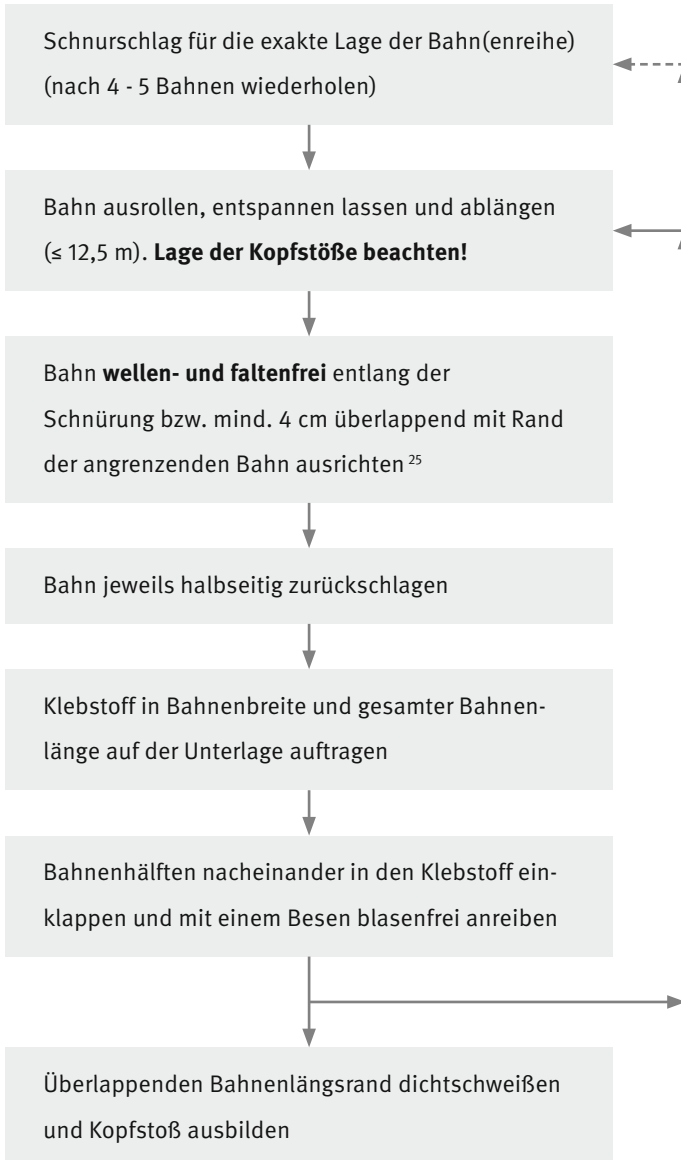 Schnurschlag für die exakte Lage der Bahn(enreihe)
(nach 4 - 5 Bahnen wiederholen)
Bahn ausrollen, entspannen lassen und ablängen
(≤ 12,5 m). Lage der Kopfstöße beachten!
Bahn wellen- und faltenfrei entlang der
Schnürung bzw. mind. 4 cm überlappend mit Rand
der angrenzenden Bahn ausrichten 25
Bahn jeweils halbseitig zurückschlagen
Klebstoff in Bahnenbreite und gesamter Bahnen-
länge auf der Unterlage auftragen
Bahnenhälften nacheinander in den Klebstoff ein-
klappen und mit einem Besen blasenfrei anreiben
Überlappenden Bahnenlängsrand dichtschweißen
und Kopfstoß ausbilden